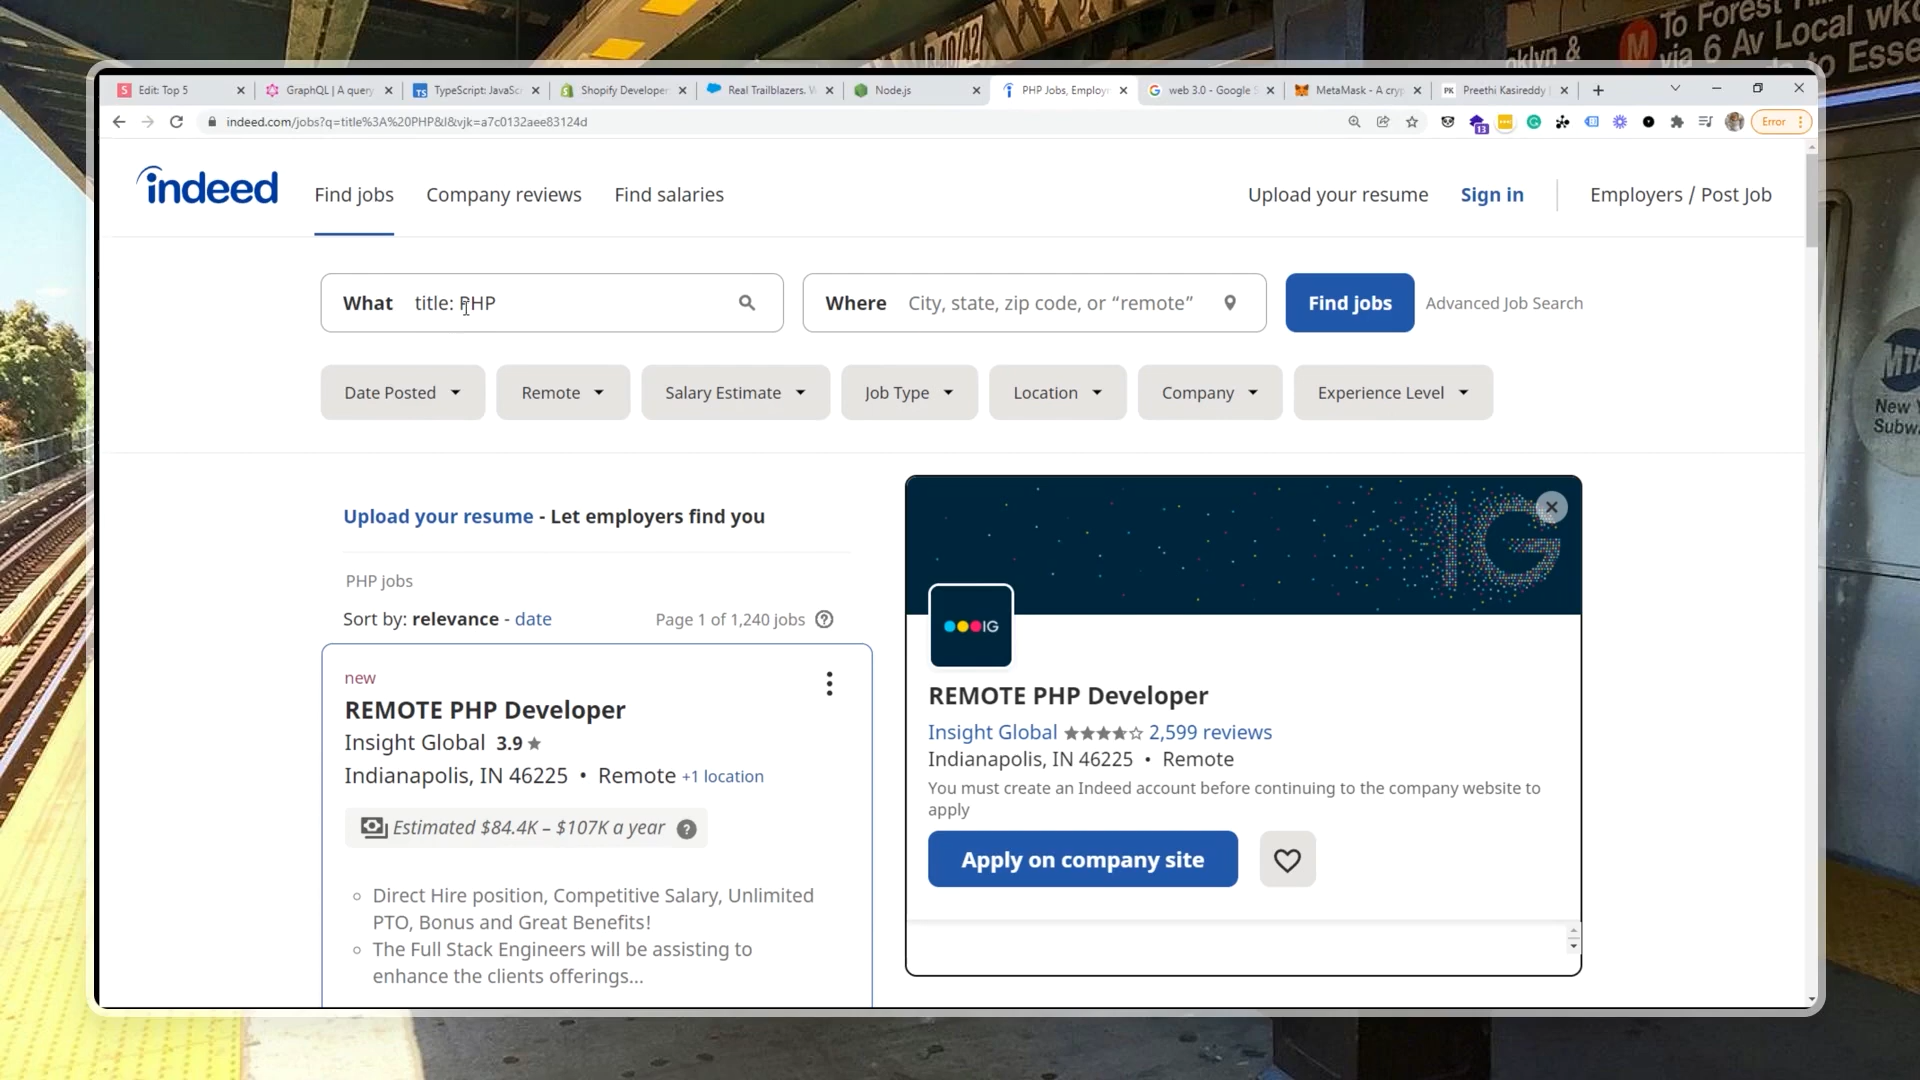 To Forest
M via 6 Av Local wk
to Esse
oklyn &
Edit: Top 5
GraphQL | A query
TypeScript: JavaSc
Shopify Developer
Real Trailblazers. W
Node.js
PHP Jobs, Employ
web 3.0 - Google S
MetaMask - A cryp
Preethi Kasireddy
indeed.com/jobs?q=title%3A%20PHP&l&vjk=a7c0132aee83124d
13
Error
indeed
Find jobs
Company reviews
Find salaries
Upload your resume
Sign in
Employers / Post Job
What title: PHP
Where City, state, zip code, or “remote”
Find jobs
Advanced Job Search
Date Posted
Remote
Salary Estimate
Job Type
Location
Company
Experience Level
Upload your resume - Let employers find you
PHP jobs
Sort by: relevance - date
Page 1 of 1,240 jobs
new
REMOTE PHP Developer
Insight Global 3.9
Indianapolis, IN 46225 • Remote +1 location
Estimated $84.4K – $107K a year
Direct Hire position, Competitive Salary, Unlimited
PTO, Bonus and Great Benefits!
The Full Stack Engineers will be assisting to
enhance the clients offerings...
IG
IG
REMOTE PHP Developer
Insight Global 2,599 reviews
Indianapolis, IN 46225 • Remote
You must create an Indeed account before continuing to the company website to
apply
Apply on company site
MTA
New Y
Subw